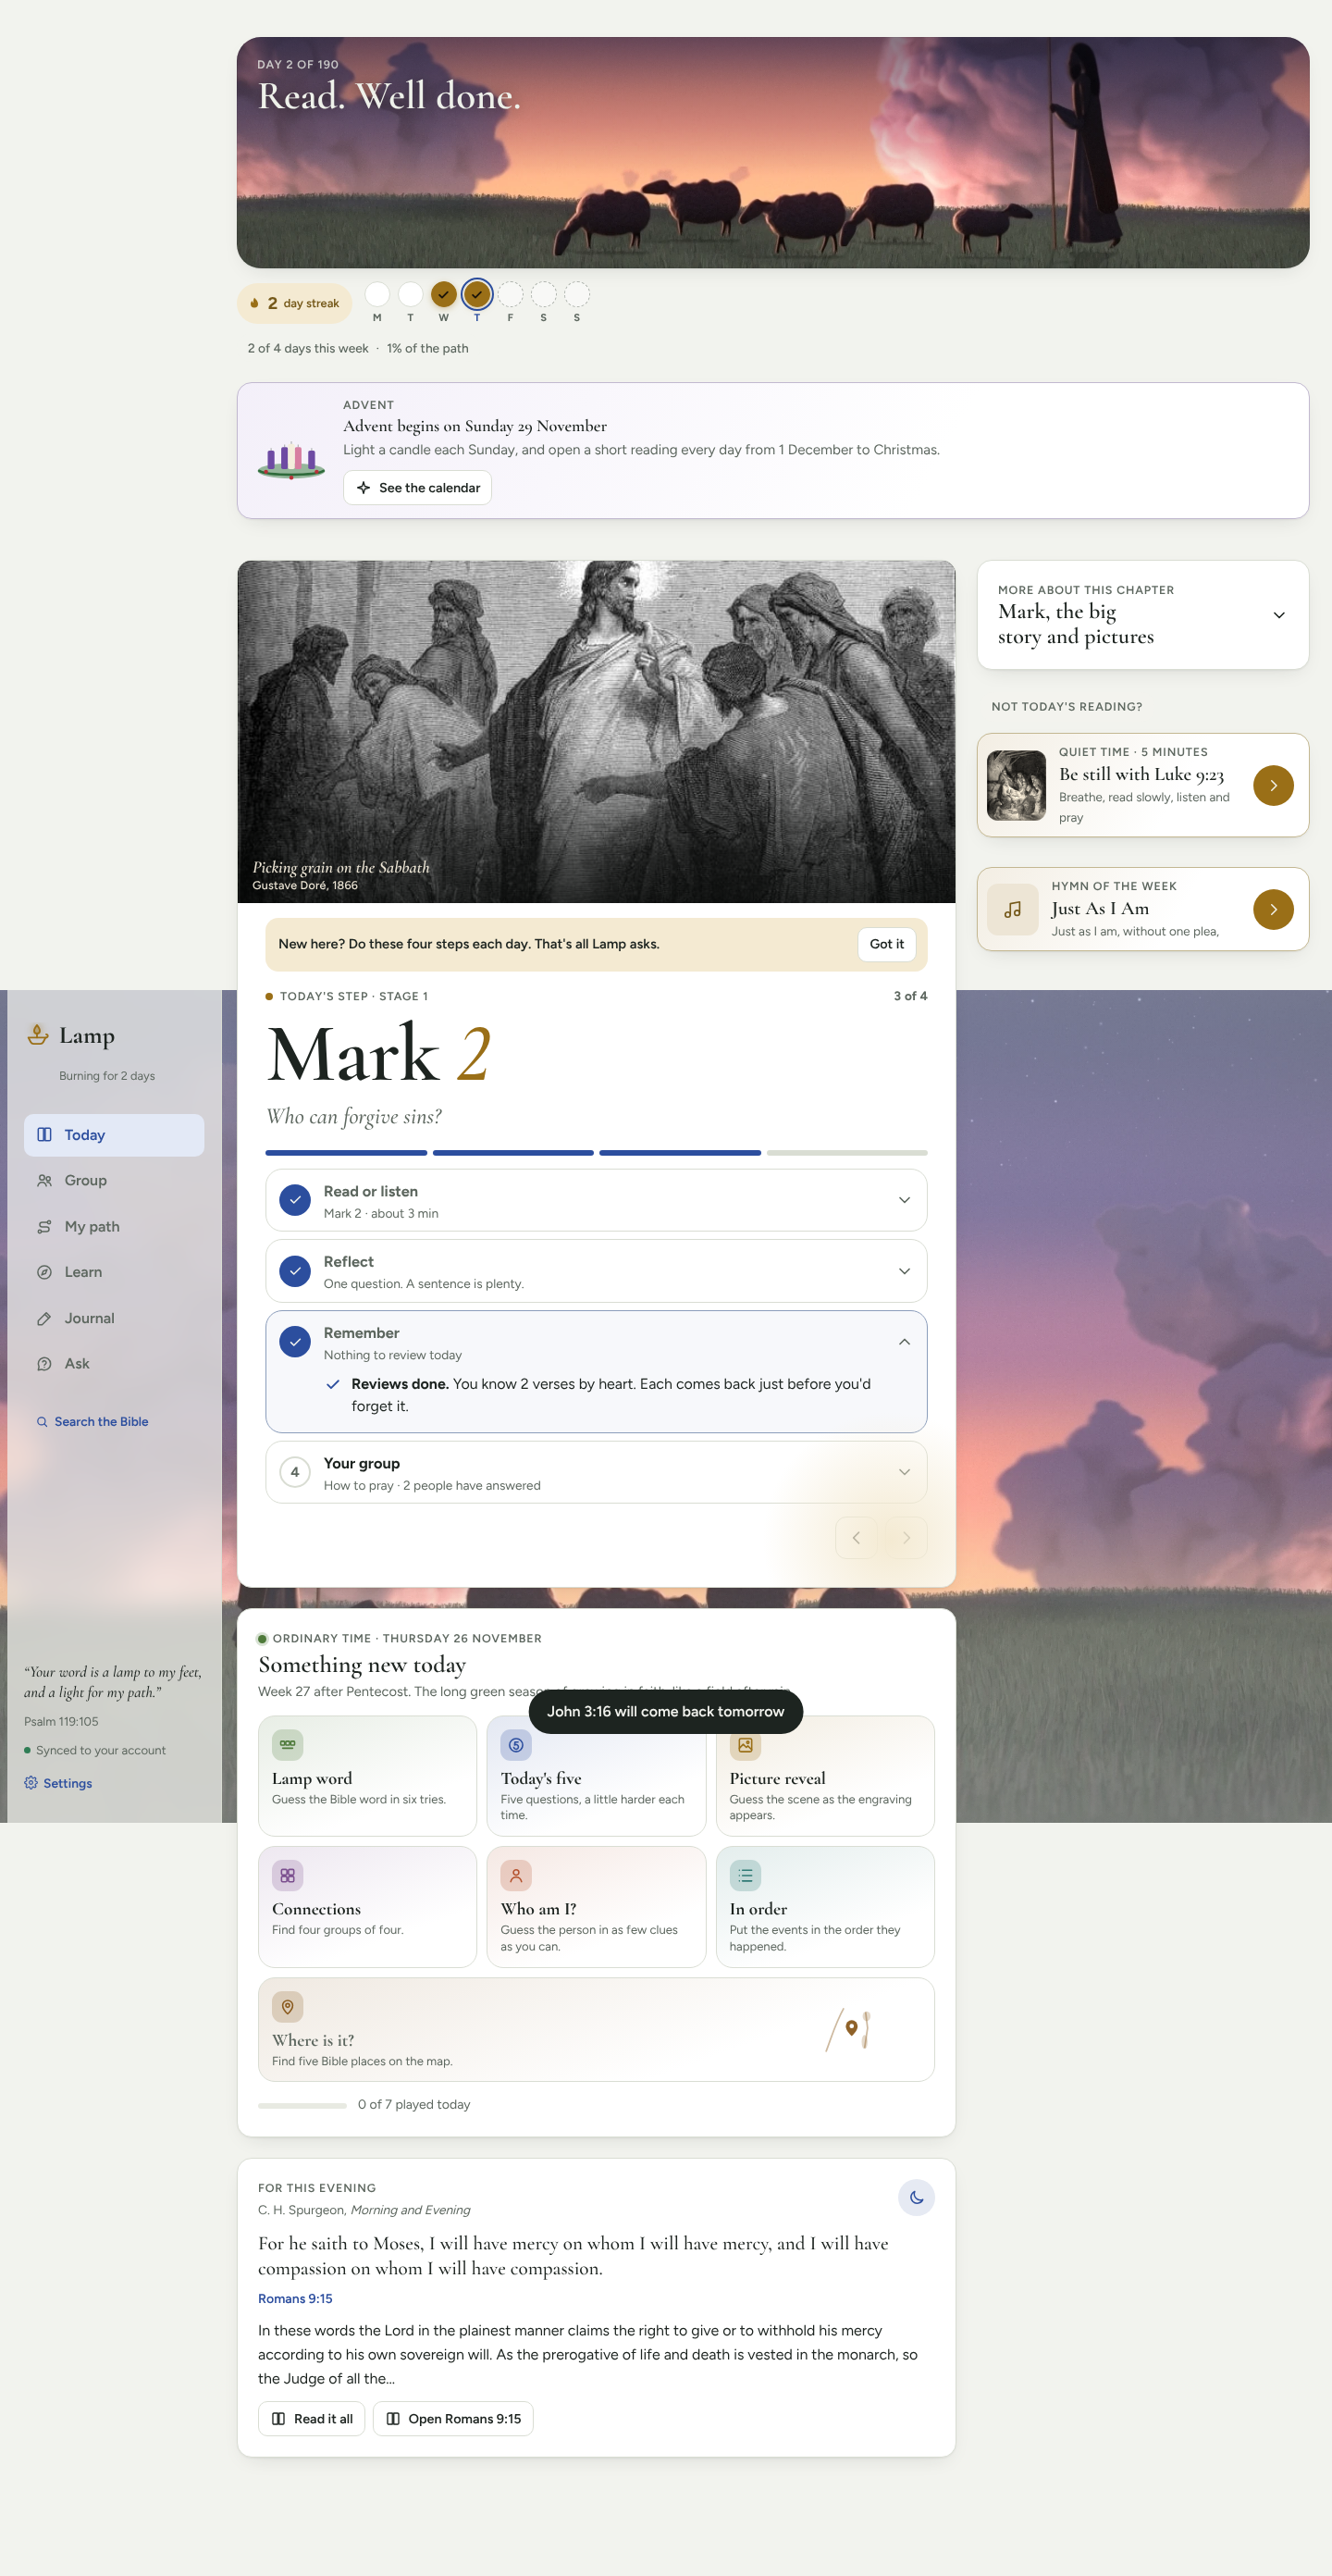 DAY 2 OF 190
Read. Well done.
2 day streak
M T W T F S S
2 of 4 days this week · 1% of the path
ADVENT
Advent begins on Sunday 29 November
Light a candle each Sunday, and open a short reading every day from 1 December to Christmas.
See the calendar
Picking grain on the Sabbath
Gustave Doré, 1866
MORE ABOUT THIS CHAPTER
Mark, the big
story and pictures
NOT TODAY'S READING?
QUIET TIME · 5 MINUTES
Be still with Luke 9:23
Breathe, read slowly, listen and
pray
HYMN OF THE WEEK
Just As I Am
Just as I am, without one plea,
New here? Do these four steps each day. That's all Lamp asks.
Got it
TODAY'S STEP · STAGE 1
3 of 4
Mark 2
Who can forgive sins?
Read or listen
Mark 2 · about 3 min
Reflect
One question. A sentence is plenty.
Remember
Nothing to review today
Reviews done. You know 2 verses by heart. Each comes back just before you'd
forget it.
4
Your group
How to pray · 2 people have answered
Lamp
Burning for 2 days
Today
Group
My path
Learn
Journal
Ask
Search the Bible
“Your word is a lamp to my feet,
and a light for my path.”
Psalm 119:105
Synced to your account
Settings
ORDINARY TIME · THURSDAY 26 NOVEMBER
Something new today
Week 27 after Pentecost. The long green
John 3:16 will come back tomorrow
Lamp word
Guess the Bible word in six tries.
Today's five
Five questions, a little harder each
time.
Picture reveal
Guess the scene as the engraving
appears.
Connections
Find four groups of four.
Who am I?
Guess the person in as few clues
as you can.
In order
Put the events in the order they
happened.
Where is it?
Find five Bible places on the map.
0 of 7 played today
FOR THIS EVENING
C. H. Spurgeon, Morning and Evening
For he saith to Moses, I will have mercy on whom I will have mercy, and I will have
compassion on whom I will have compassion.
Romans 9:15
In these words the Lord in the plainest manner claims the right to give or to withhold his mercy
according to his own sovereign will. As the prerogative of life and death is vested in the monarch, so
the Judge of all the…
Read it all
Open Romans 9:15